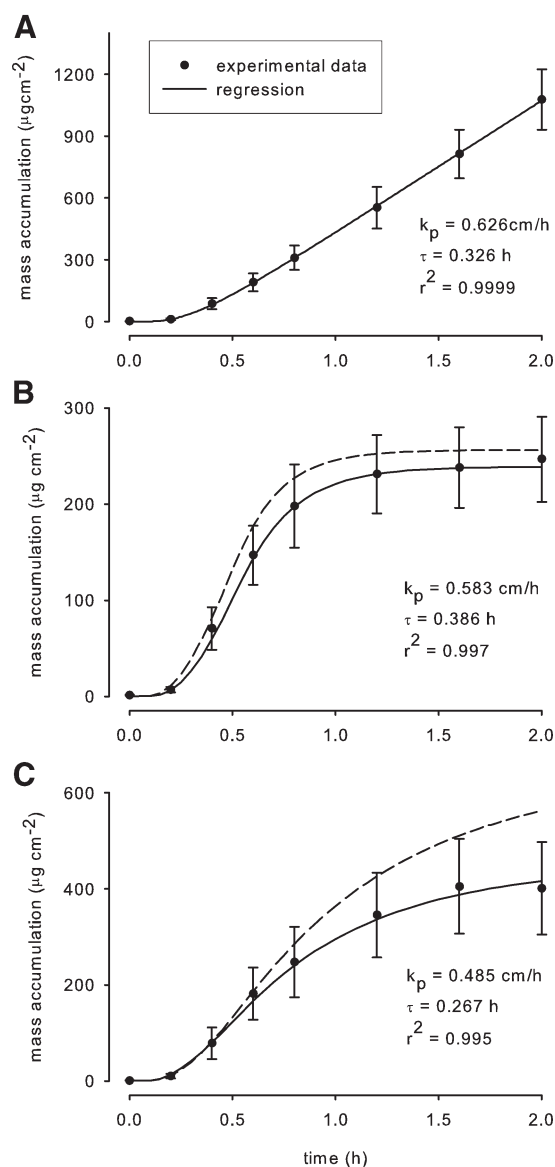 A
mass accumulation (μgcm-2)
1200
900
600
300
0
experimental data
regression
kp = 0.626cm/h
τ = 0.326 h
r2 = 0.9999
0.0 0.5 1.0 1.5 2.0
B
mass accumulation (μg cm-2)
300
200
100
0
kp = 0.583 cm/h
τ = 0.386 h
r2 = 0.997
0.0 0.5 1.0 1.5 2.0
C
mass accumulation (μg cm-2)
600
400
200
0
kp = 0.485 cm/h
τ = 0.267 h
r2 = 0.995
0.0 0.5 1.0 1.5 2.0
time (h)